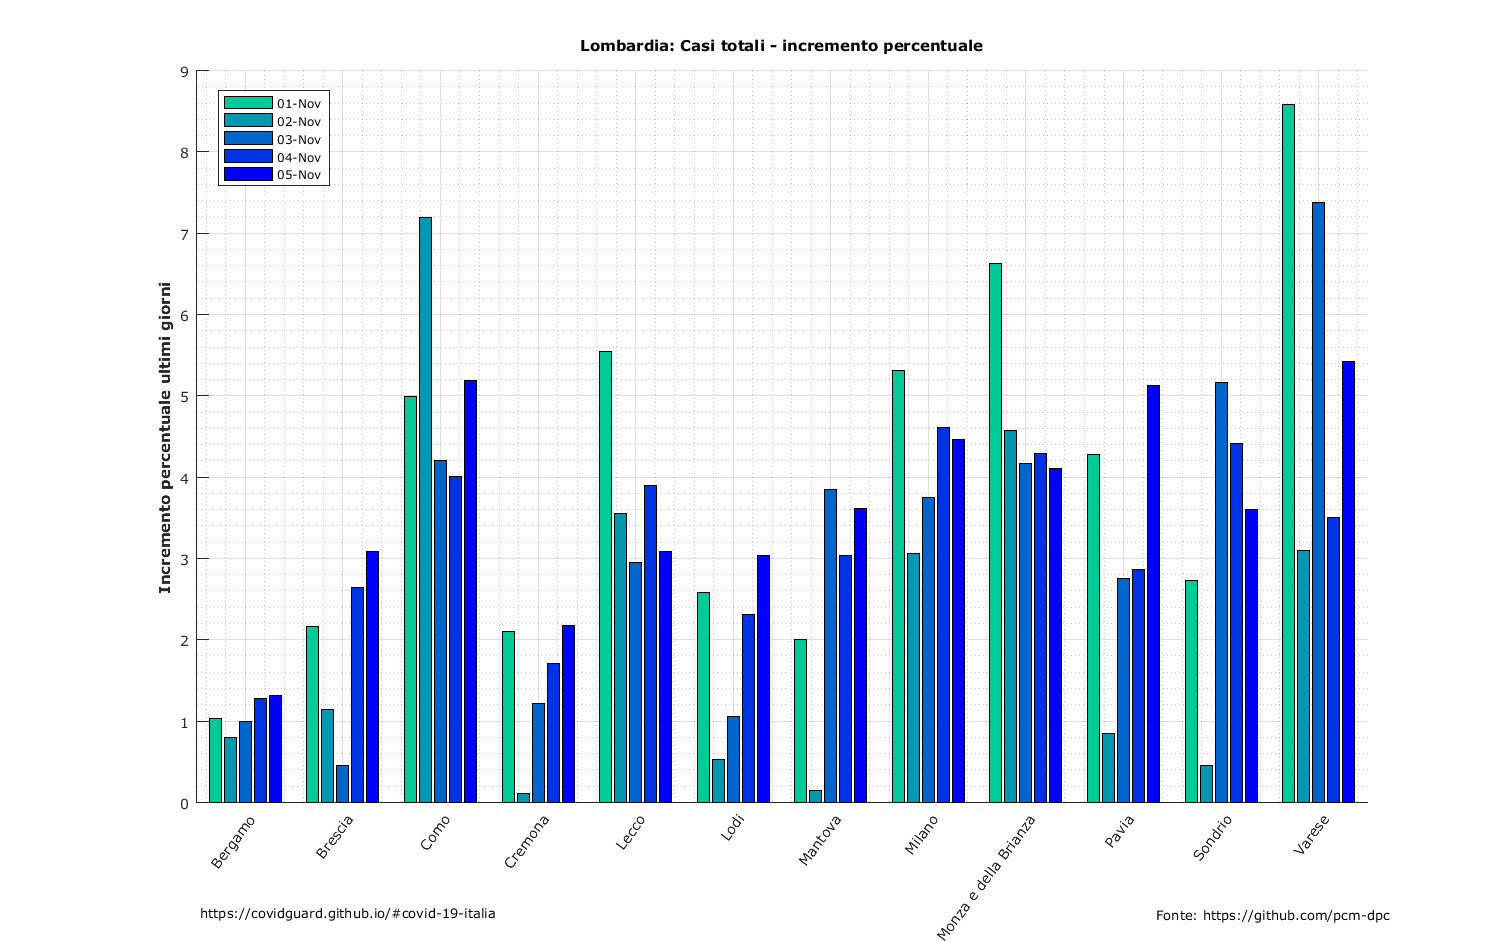 Lombardia: Casi totali - incremento percentuale
Incremento percentuale ultimi giorni
9
8
7
6
5
4
3
2
1
0
01-Nov
02-Nov
03-Nov
04-Nov
05-Nov
Bergamo
Brescia
Como
Cremona
Lecco
Lodi
Mantova
Milano
Monza e della Brianza
Pavia
Sondrio
Varese
https://covidguard.github.io/#covid-19-italia
Fonte: https://github.com/pcm-dpc